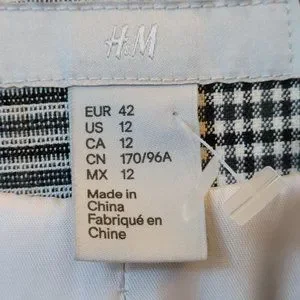 H&M
EUR 42
US 12
CA 12
CN 170/96A
MX 12
Made in
China
Fabriqué en
Chine